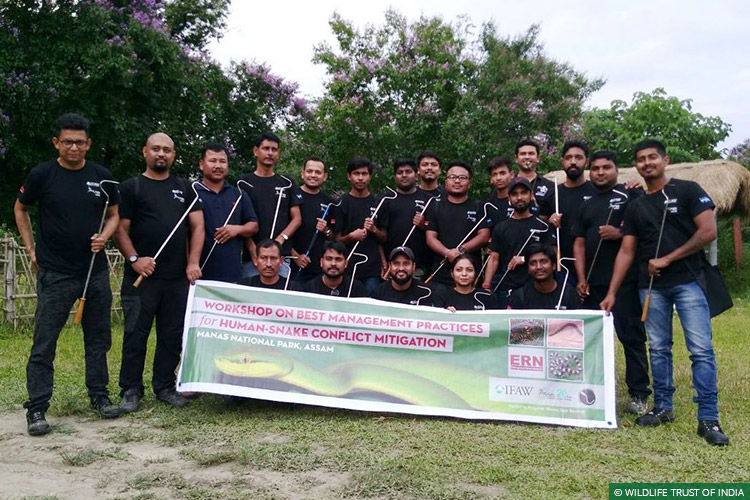 WORKSHOP ON BEST MANAGEMENT PRACTICES
for HUMAN-SNAKE CONFLICT MITIGATION
MANAS NATIONAL PARK, ASSAM
ERN
IFAW
© WILDLIFE TRUST OF INDIA